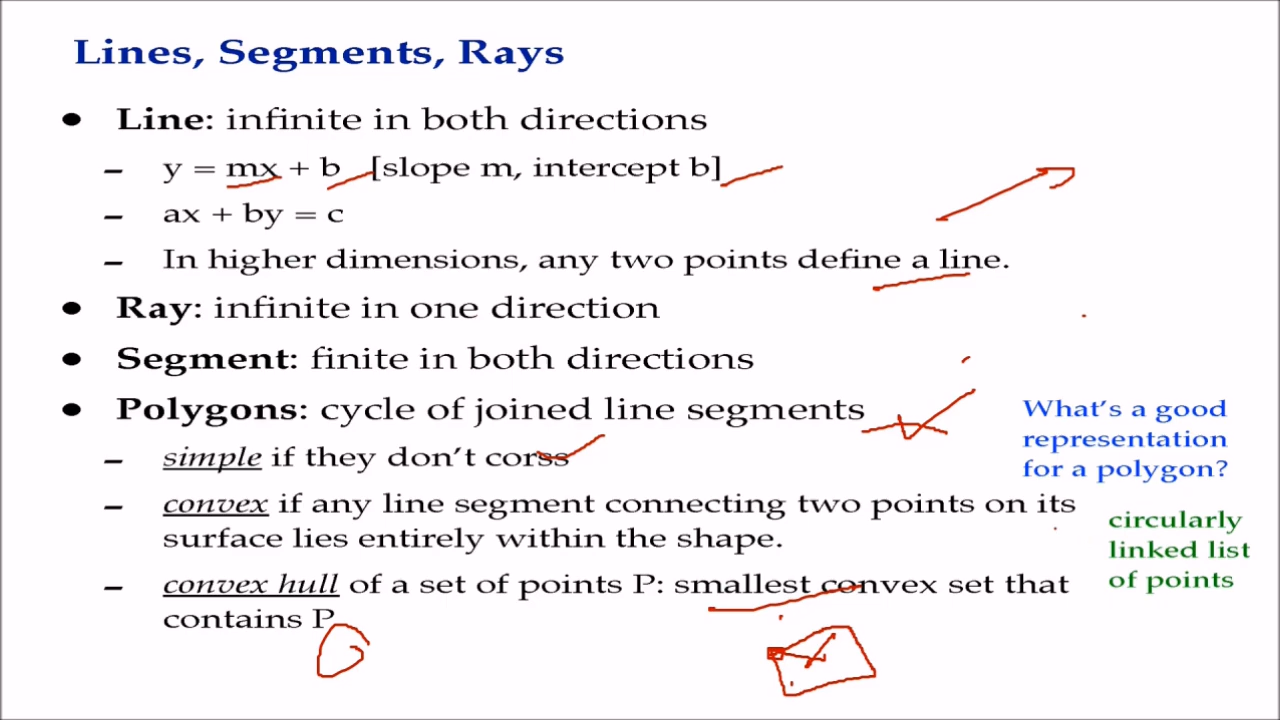 Lines, Segments, Rays
● Line: infinite in both directions
– y = mx + b [slope m, intercept b]
– ax + by = c
– In higher dimensions, any two points define a line.
● Ray: infinite in one direction
● Segment: finite in both directions
● Polygons: cycle of joined line segments
– simple if they don't corss
– convex if any line segment connecting two points on its
surface lies entirely within the shape.
– convex hull of a set of points P: smallest convex set that
contains P
What's a good
representation
for a polygon?
circularly
linked list
of points